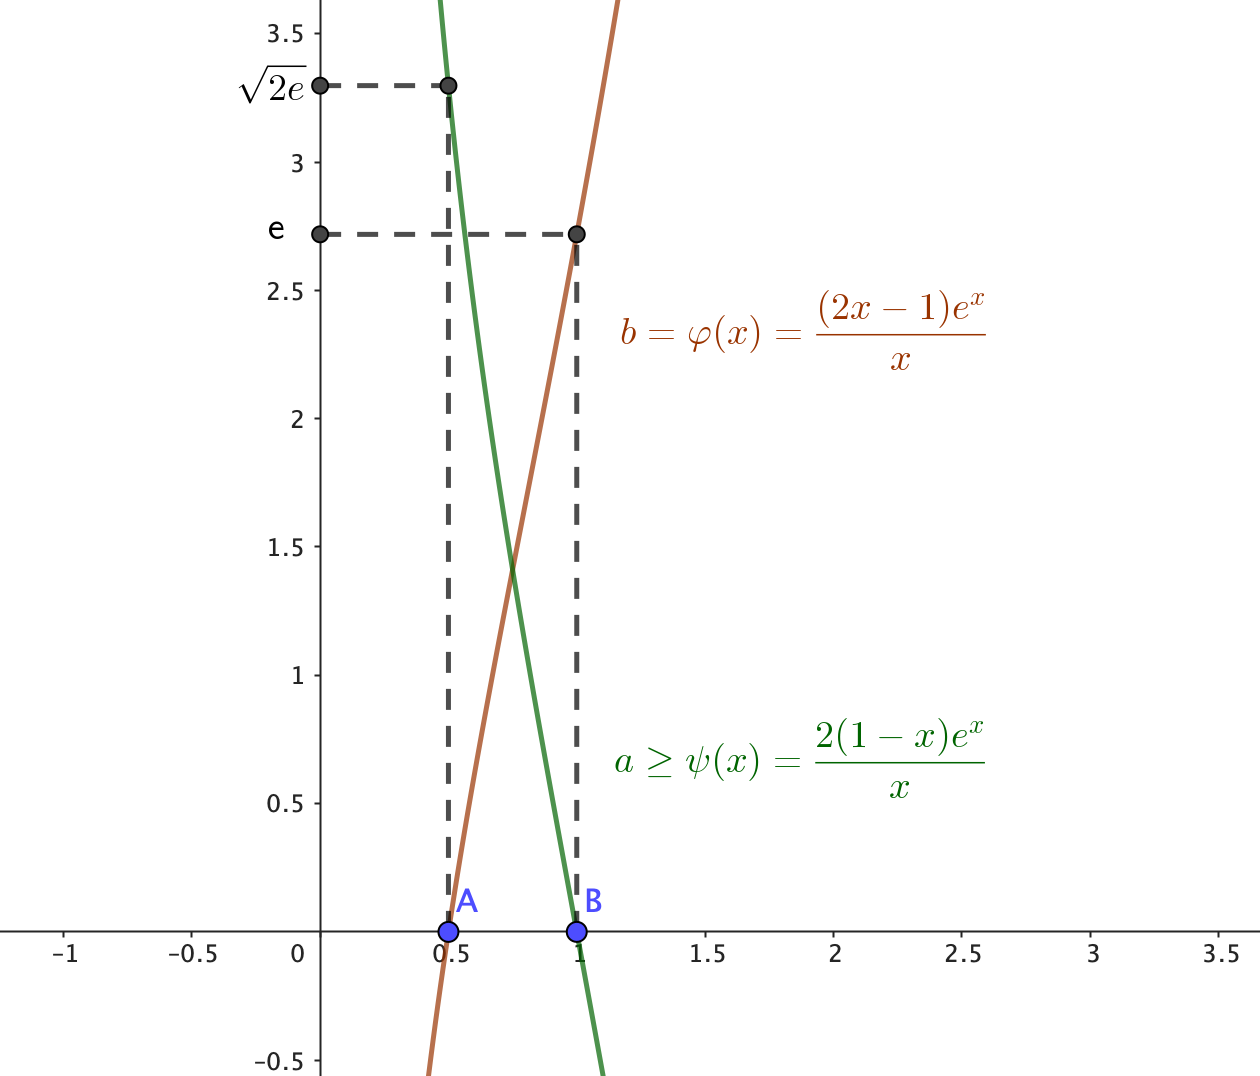 3.5
√2e
3
e
2.5
b = φ(x) = (2x − 1)e^x / x
2
1.5
1
a ≥ ψ(x) = 2(1 − x)e^x / x
0.5
A B
−1 −0.5 0 0.5 1 1.5 2 2.5 3 3.5
−0.5